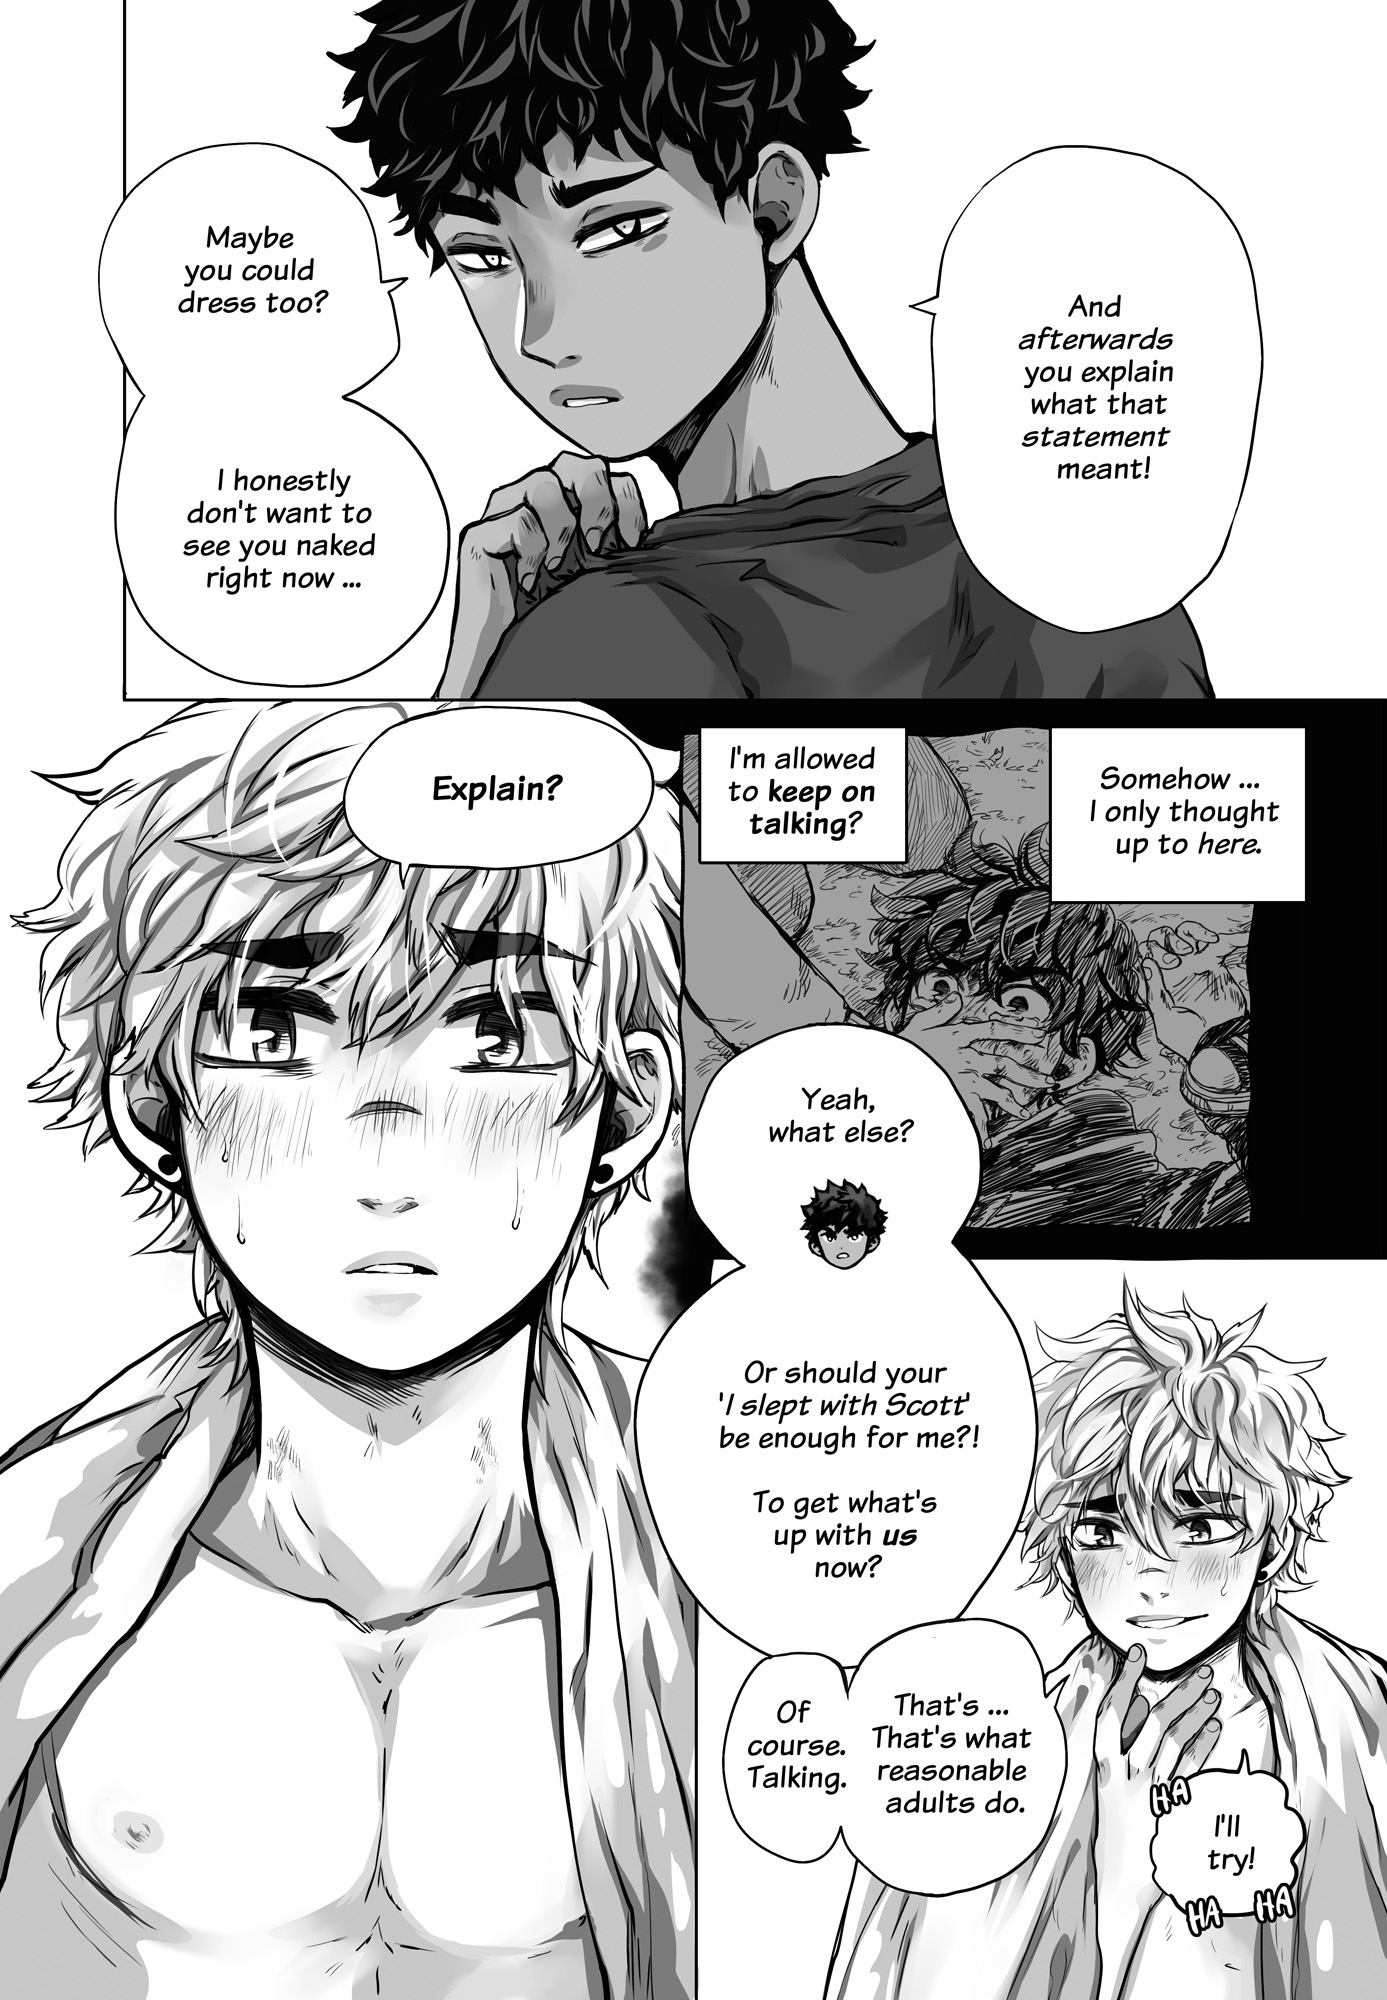 Maybe
you could
dress too?
I honestly
don't want to
see you naked
right now ...
And
afterwards
you explain
what that
statement
meant!
Explain?
I'm allowed
to keep on
talking?
Somehow ...
I only thought
up to here.
Yeah,
what else?
Or should your
'I slept with Scott'
be enough for me?!
To get what's
up with us
now?
Of
course.
Talking.
That's ...
That's what
reasonable
adults do.
HA
I'll
try!
HA
HA